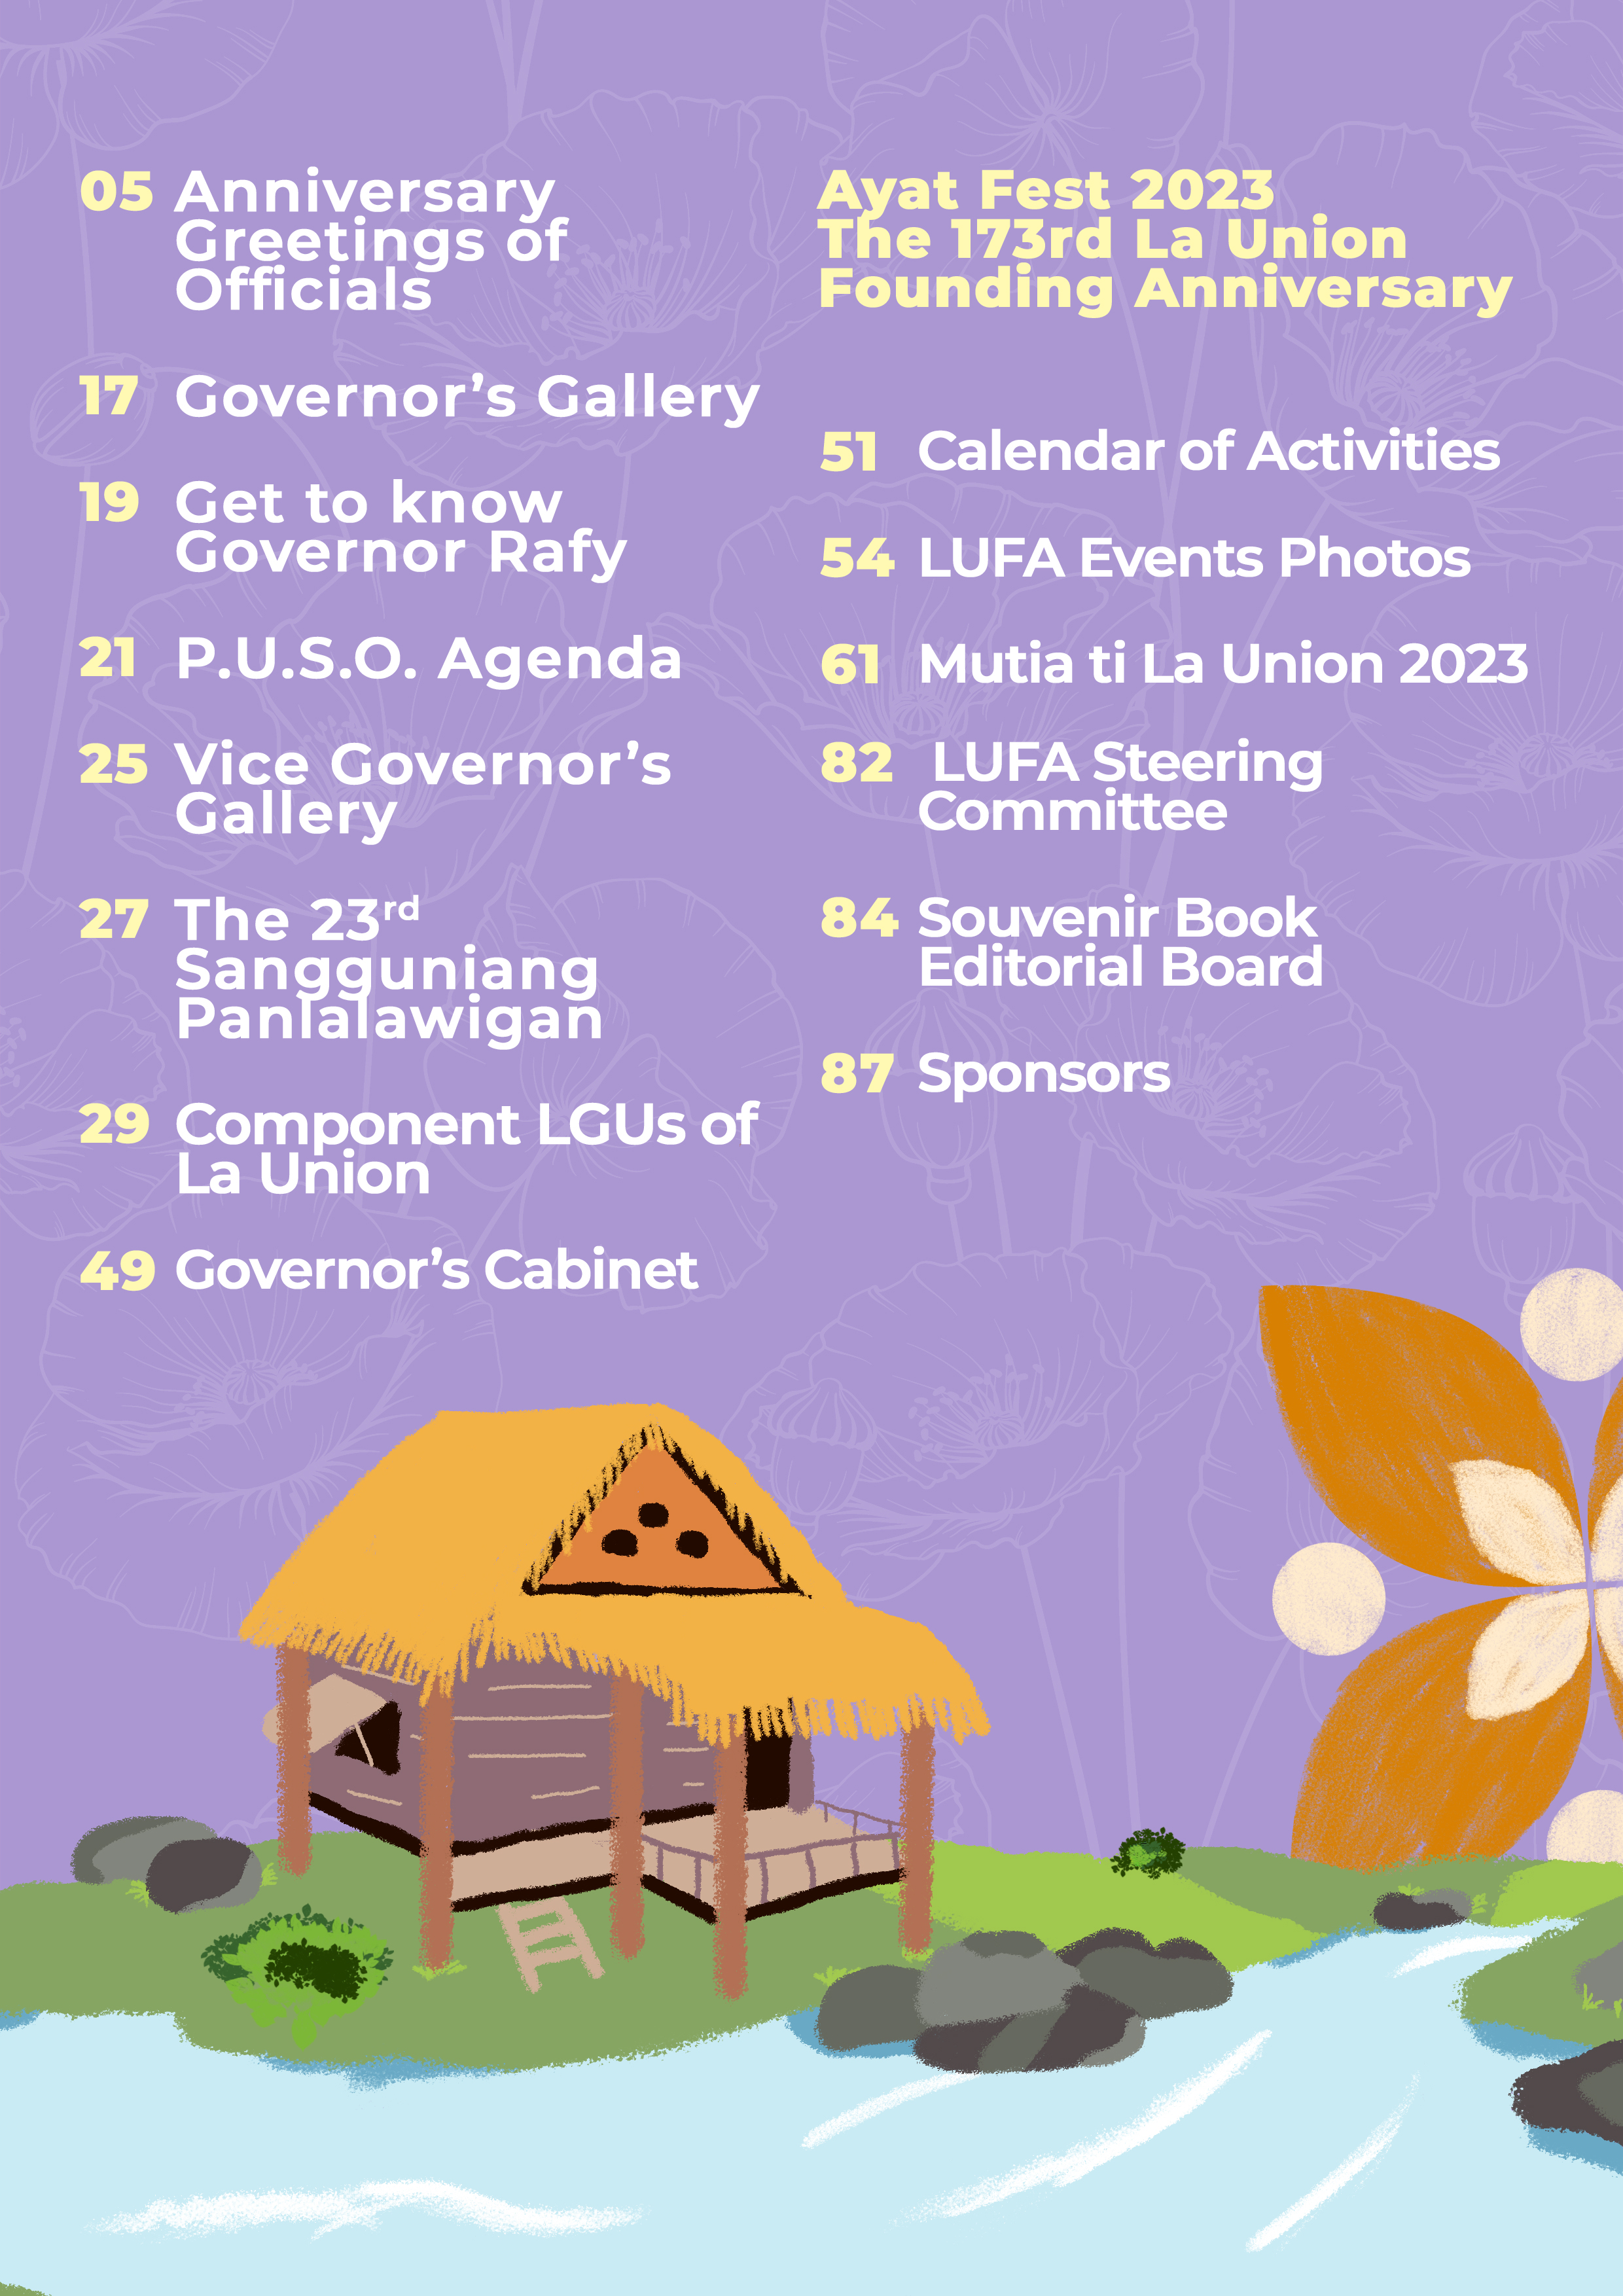 05 Anniversary
Greetings of
Officials
17 Governor’s Gallery
19 Get to know
Governor Rafy
21 P.U.S.O. Agenda
25 Vice Governor’s
Gallery
27 The 23rd
Sangguniang
Panlalawigan
29 Component LGUs of
La Union
49 Governor’s Cabinet
Ayat Fest 2023
The 173rd La Union
Founding Anniversary
51 Calendar of Activities
54 LUFA Events Photos
61 Mutia ti La Union 2023
82 LUFA Steering
Committee
84 Souvenir Book
Editorial Board
87 Sponsors